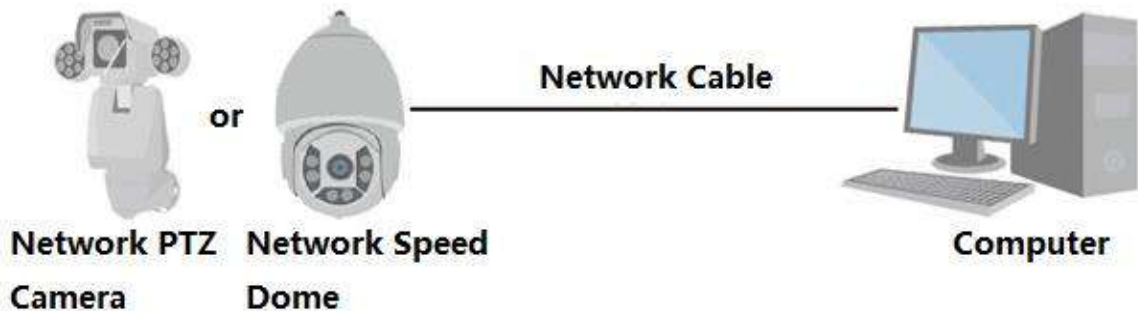 Network Cable
or
Network PTZ
Camera
Network Speed
Dome
Computer